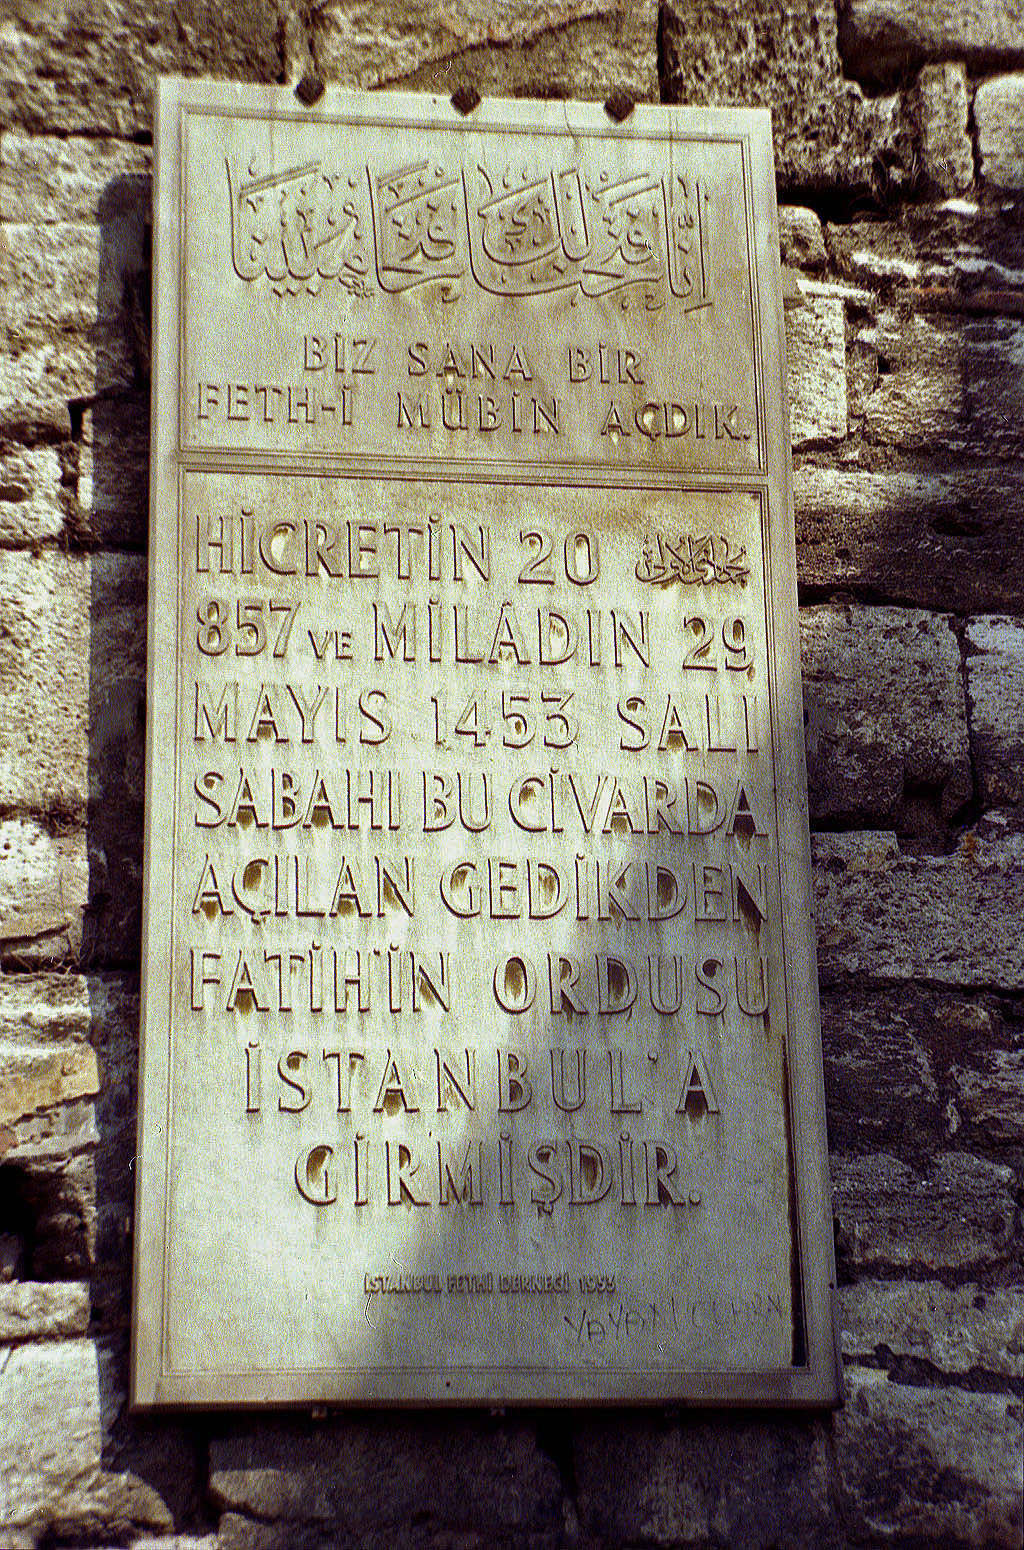 إنا فتحنا لك فتحا مبينا
BİZ SANA BİR
FETH-İ MÜBİN AÇDIK.
HİCRETİN 20 جمادى الأولى
857 VE MİLÂDIN 29
MAYIS 1453 SALI
SABAHI BU CİVARDA
AÇILAN GEDİKDEN
FATİH'İN ORDUSU
İSTANBUL'A
GİRMİŞDİR.
İSTANBUL FETHİ DERNEĞİ 1953